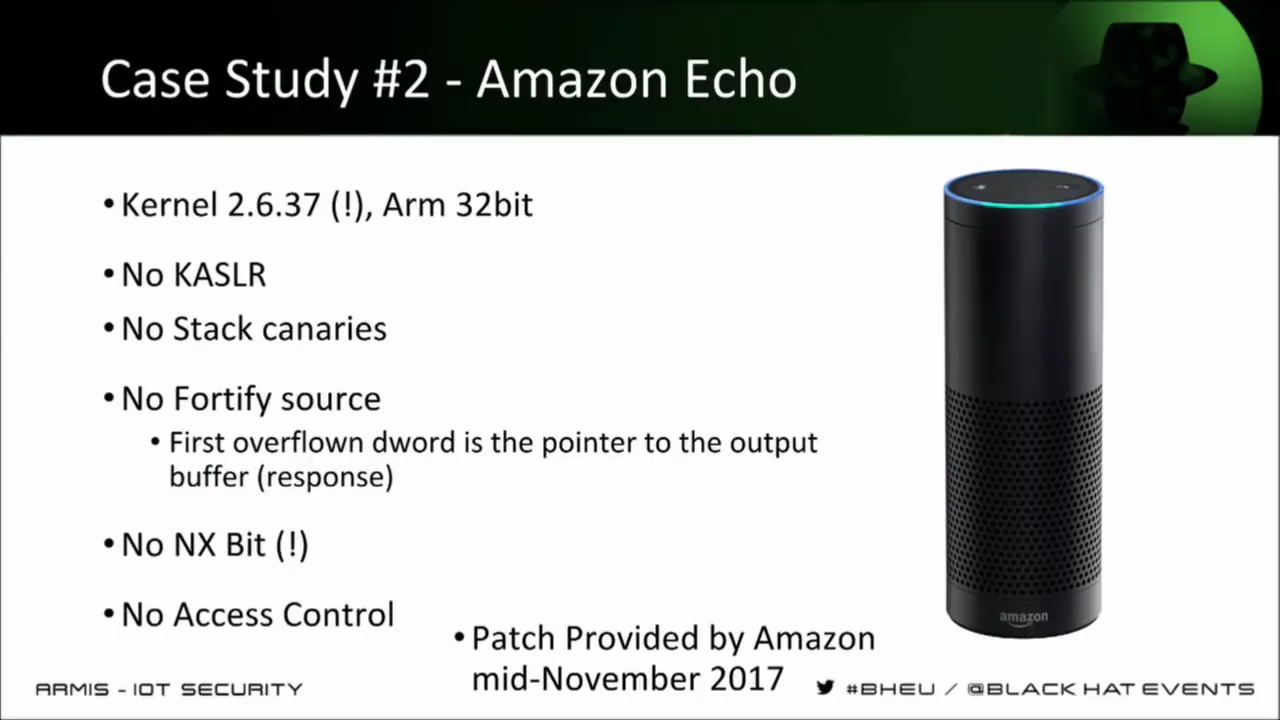 Case Study #2 - Amazon Echo
•Kernel 2.6.37 (!), Arm 32bit
•No KASLR
•No Stack canaries
•No Fortify source
•First overflown dword is the pointer to the output
buffer (response)
•No NX Bit (!)
•No Access Control
•Patch Provided by Amazon
mid-November 2017
amazon
ARMIS - IOT SECURITY
#BHEU / @BLACK HAT EVENTS